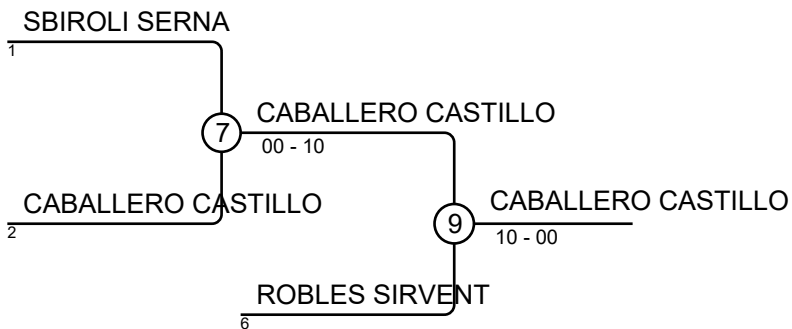 SBIROLI SERNA
1
CABALLERO CASTILLO
7
00 - 10
CABALLERO CASTILLO
2
CABALLERO CASTILLO
9
10 - 00
ROBLES SIRVENT
6